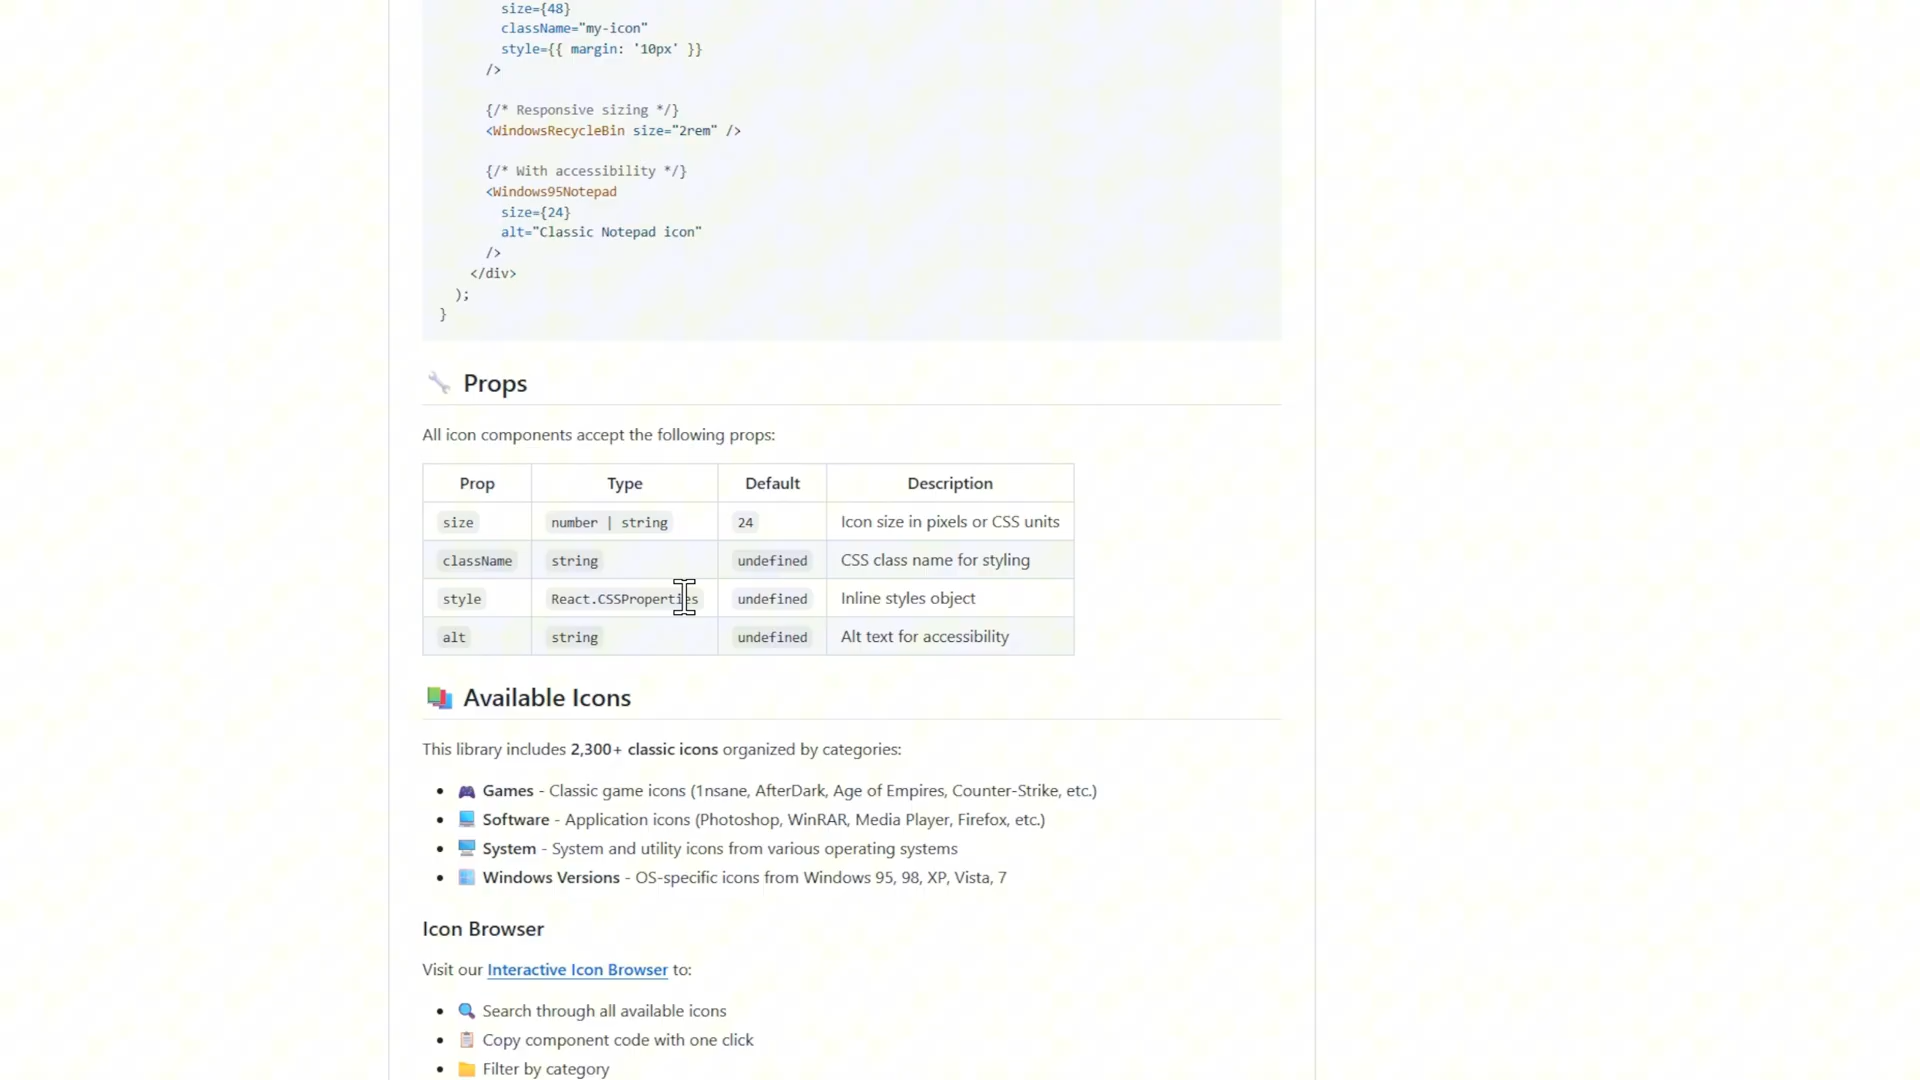 size={48}
className="my-icon"
style={{ margin: '10px' }}
/>
{/* Responsive sizing */}
<WindowsRecycleBin size="2rem" />
{/* With accessibility */}
<Windows95Notepad
size={24}
alt="Classic Notepad icon"
/>
</div>
);
}
Props
All icon components accept the following props:
Prop Type Default Description
size number | string 24 Icon size in pixels or CSS units
className string undefined CSS class name for styling
style React.CSSProperties undefined Inline styles object
alt string undefined Alt text for accessibility
Available Icons
This library includes 2,300+ classic icons organized by categories:
Games - Classic game icons (1nsane, AfterDark, Age of Empires, Counter-Strike, etc.)
Software - Application icons (Photoshop, WinRAR, Media Player, Firefox, etc.)
System - System and utility icons from various operating systems
Windows Versions - OS-specific icons from Windows 95, 98, XP, Vista, 7
Icon Browser
Visit our Interactive Icon Browser to:
Search through all available icons
Copy component code with one click
Filter by category